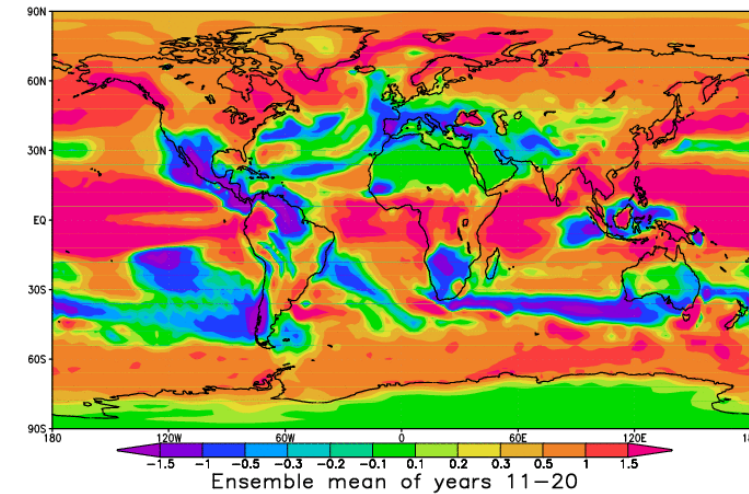 90N
60N
30N
EQ
30S
60S
90S
180 120W 60W 0 60E 120E
-1.5 -1 -0.5 -0.3 -0.2 -0.1 0.1 0.2 0.3 0.5 1 1.5
Ensemble mean of years 11-20